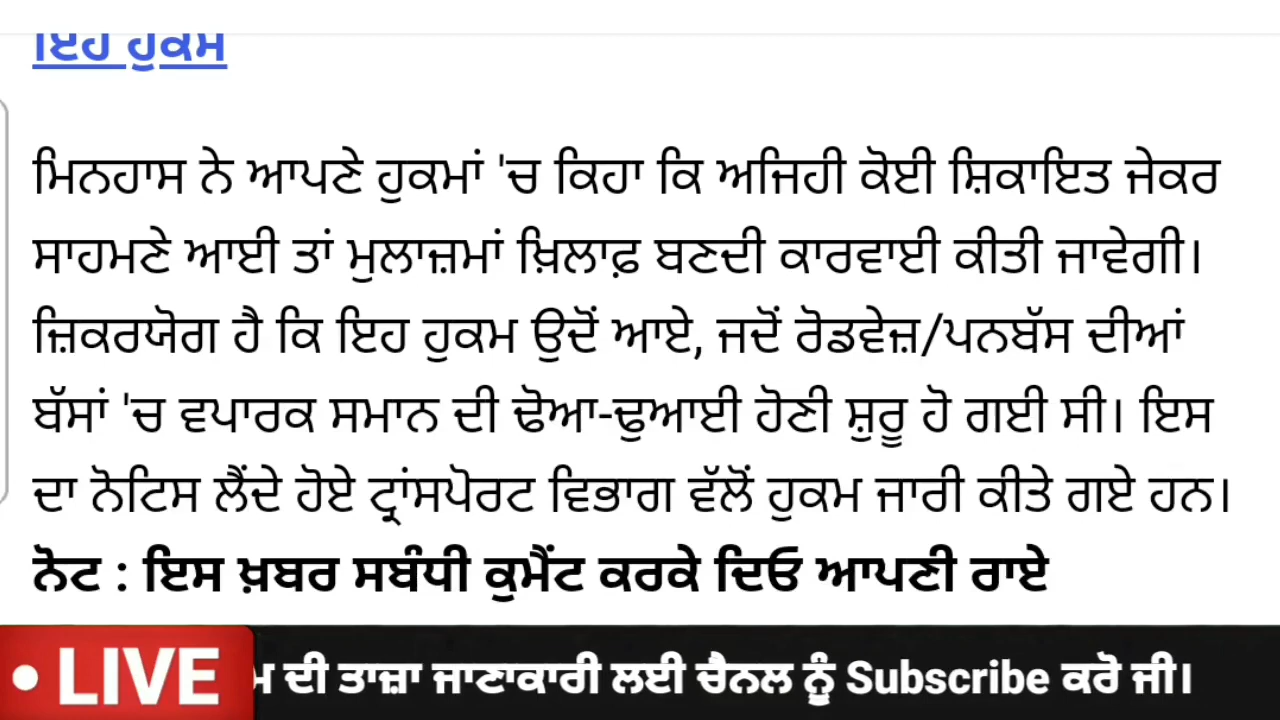 ਇਹ ਹੁਕਮ
ਮਿਨਹਾਸ ਨੇ ਆਪਣੇ ਹੁਕਮਾਂ 'ਚ ਕਿਹਾ ਕਿ ਅਜਿਹੀ ਕੋਈ ਸ਼ਿਕਾਇਤ ਜੇਕਰ
ਸਾਹਮਣੇ ਆਈ ਤਾਂ ਮੁਲਾਜ਼ਮਾਂ ਖ਼ਿਲਾਫ਼ ਬਣਦੀ ਕਾਰਵਾਈ ਕੀਤੀ ਜਾਵੇਗੀ।
ਜ਼ਿਕਰਯੋਗ ਹੈ ਕਿ ਇਹ ਹੁਕਮ ਉਦੋਂ ਆਏ, ਜਦੋਂ ਰੋਡਵੇਜ਼/ਪਨਬੱਸ ਦੀਆਂ
ਬੱਸਾਂ 'ਚ ਵਪਾਰਕ ਸਮਾਨ ਦੀ ਢੋਆ-ਢੁਆਈ ਹੋਣੀ ਸ਼ੁਰੂ ਹੋ ਗਈ ਸੀ। ਇਸ
ਦਾ ਨੋਟਿਸ ਲੈਂਦੇ ਹੋਏ ਟ੍ਰਾਂਸਪੋਰਟ ਵਿਭਾਗ ਵੱਲੋਂ ਹੁਕਮ ਜਾਰੀ ਕੀਤੇ ਗਏ ਹਨ।
ਨੋਟ : ਇਸ ਖ਼ਬਰ ਸਬੰਧੀ ਕੁਮੈਂਟ ਕਰਕੇ ਦਿਓ ਆਪਣੀ ਰਾਏ
• LIVE ਦੀ ਤਾਜ਼ਾ ਜਾਣਾਕਾਰੀ ਲਈ ਚੈਨਲ ਨੂੰ Subscribe ਕਰੋ ਜੀ।